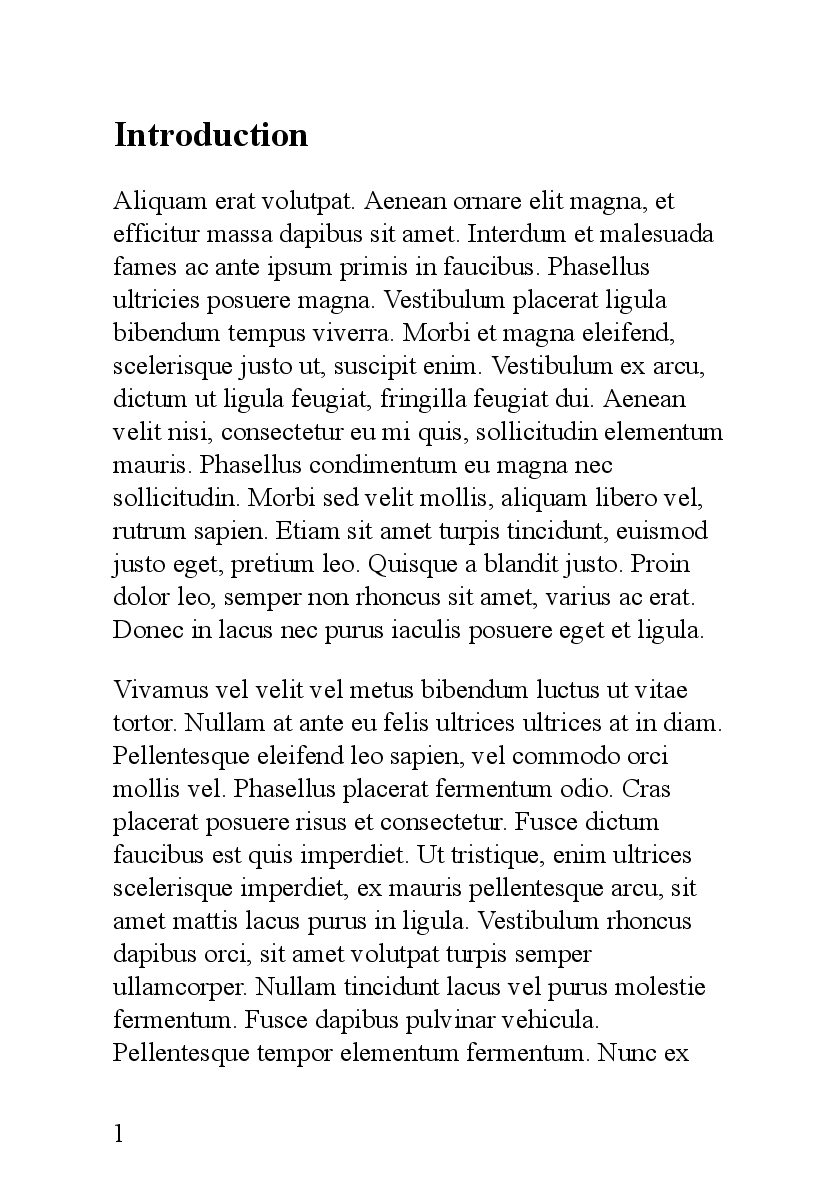 Introduction
Aliquam erat volutpat. Aenean ornare elit magna, et
efficitur massa dapibus sit amet. Interdum et malesuada
fames ac ante ipsum primis in faucibus. Phasellus
ultricies posuere magna. Vestibulum placerat ligula
bibendum tempus viverra. Morbi et magna eleifend,
scelerisque justo ut, suscipit enim. Vestibulum ex arcu,
dictum ut ligula feugiat, fringilla feugiat dui. Aenean
velit nisi, consectetur eu mi quis, sollicitudin elementum
mauris. Phasellus condimentum eu magna nec
sollicitudin. Morbi sed velit mollis, aliquam libero vel,
rutrum sapien. Etiam sit amet turpis tincidunt, euismod
justo eget, pretium leo. Quisque a blandit justo. Proin
dolor leo, semper non rhoncus sit amet, varius ac erat.
Donec in lacus nec purus iaculis posuere eget et ligula.
Vivamus vel velit vel metus bibendum luctus ut vitae
tortor. Nullam at ante eu felis ultrices ultrices at in diam.
Pellentesque eleifend leo sapien, vel commodo orci
mollis vel. Phasellus placerat fermentum odio. Cras
placerat posuere risus et consectetur. Fusce dictum
faucibus est quis imperdiet. Ut tristique, enim ultrices
scelerisque imperdiet, ex mauris pellentesque arcu, sit
amet mattis lacus purus in ligula. Vestibulum rhoncus
dapibus orci, sit amet volutpat turpis semper
ullamcorper. Nullam tincidunt lacus vel purus molestie
fermentum. Fusce dapibus pulvinar vehicula.
Pellentesque tempor elementum fermentum. Nunc ex
1